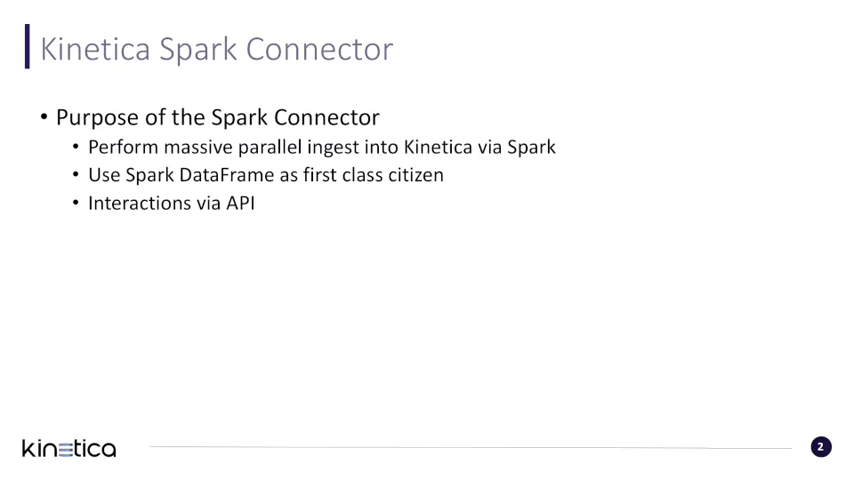 Kinetica Spark Connector
• Purpose of the Spark Connector
• Perform massive parallel ingest into Kinetica via Spark
• Use Spark DataFrame as first class citizen
• Interactions via API
kinetica
2